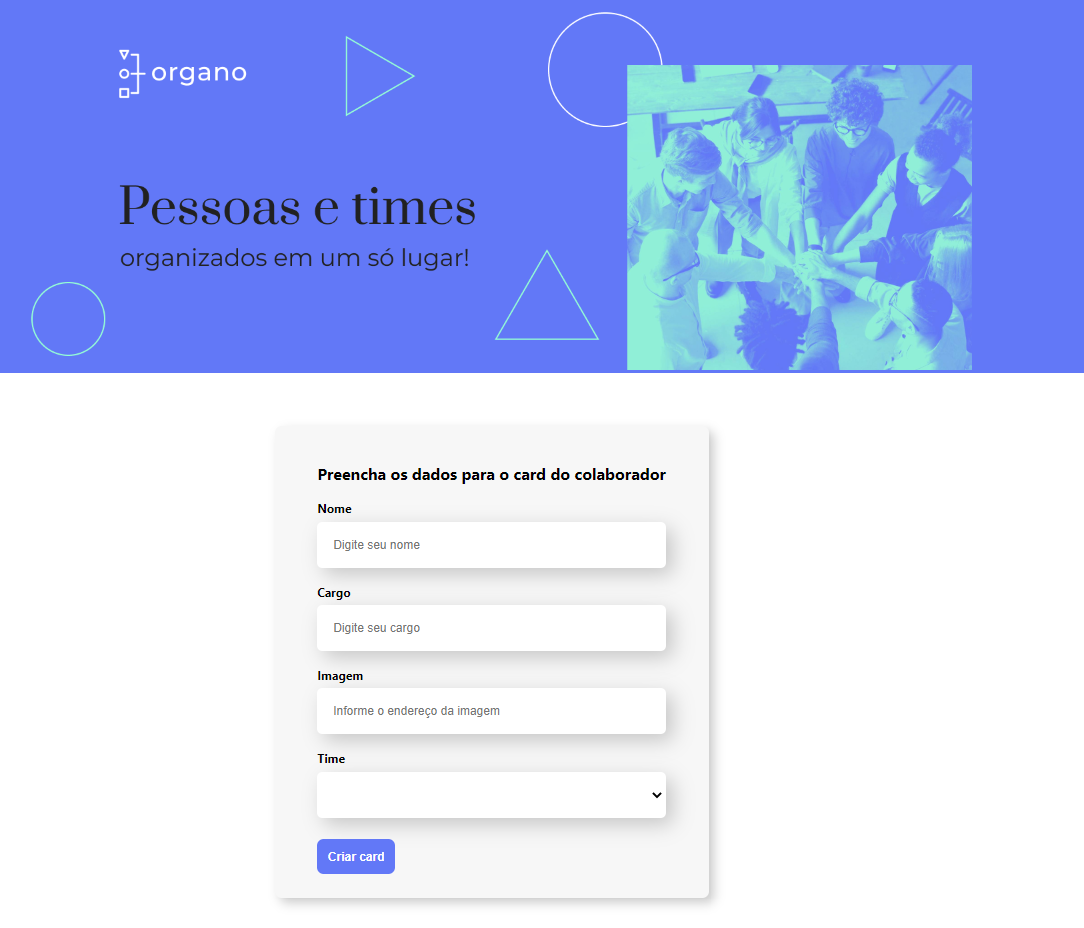 organo
Pessoas e times
organizados em um só lugar!
Preencha os dados para o card do colaborador
Nome
Digite seu nome
Cargo
Digite seu cargo
Imagem
Informe o endereço da imagem
Time
Criar card